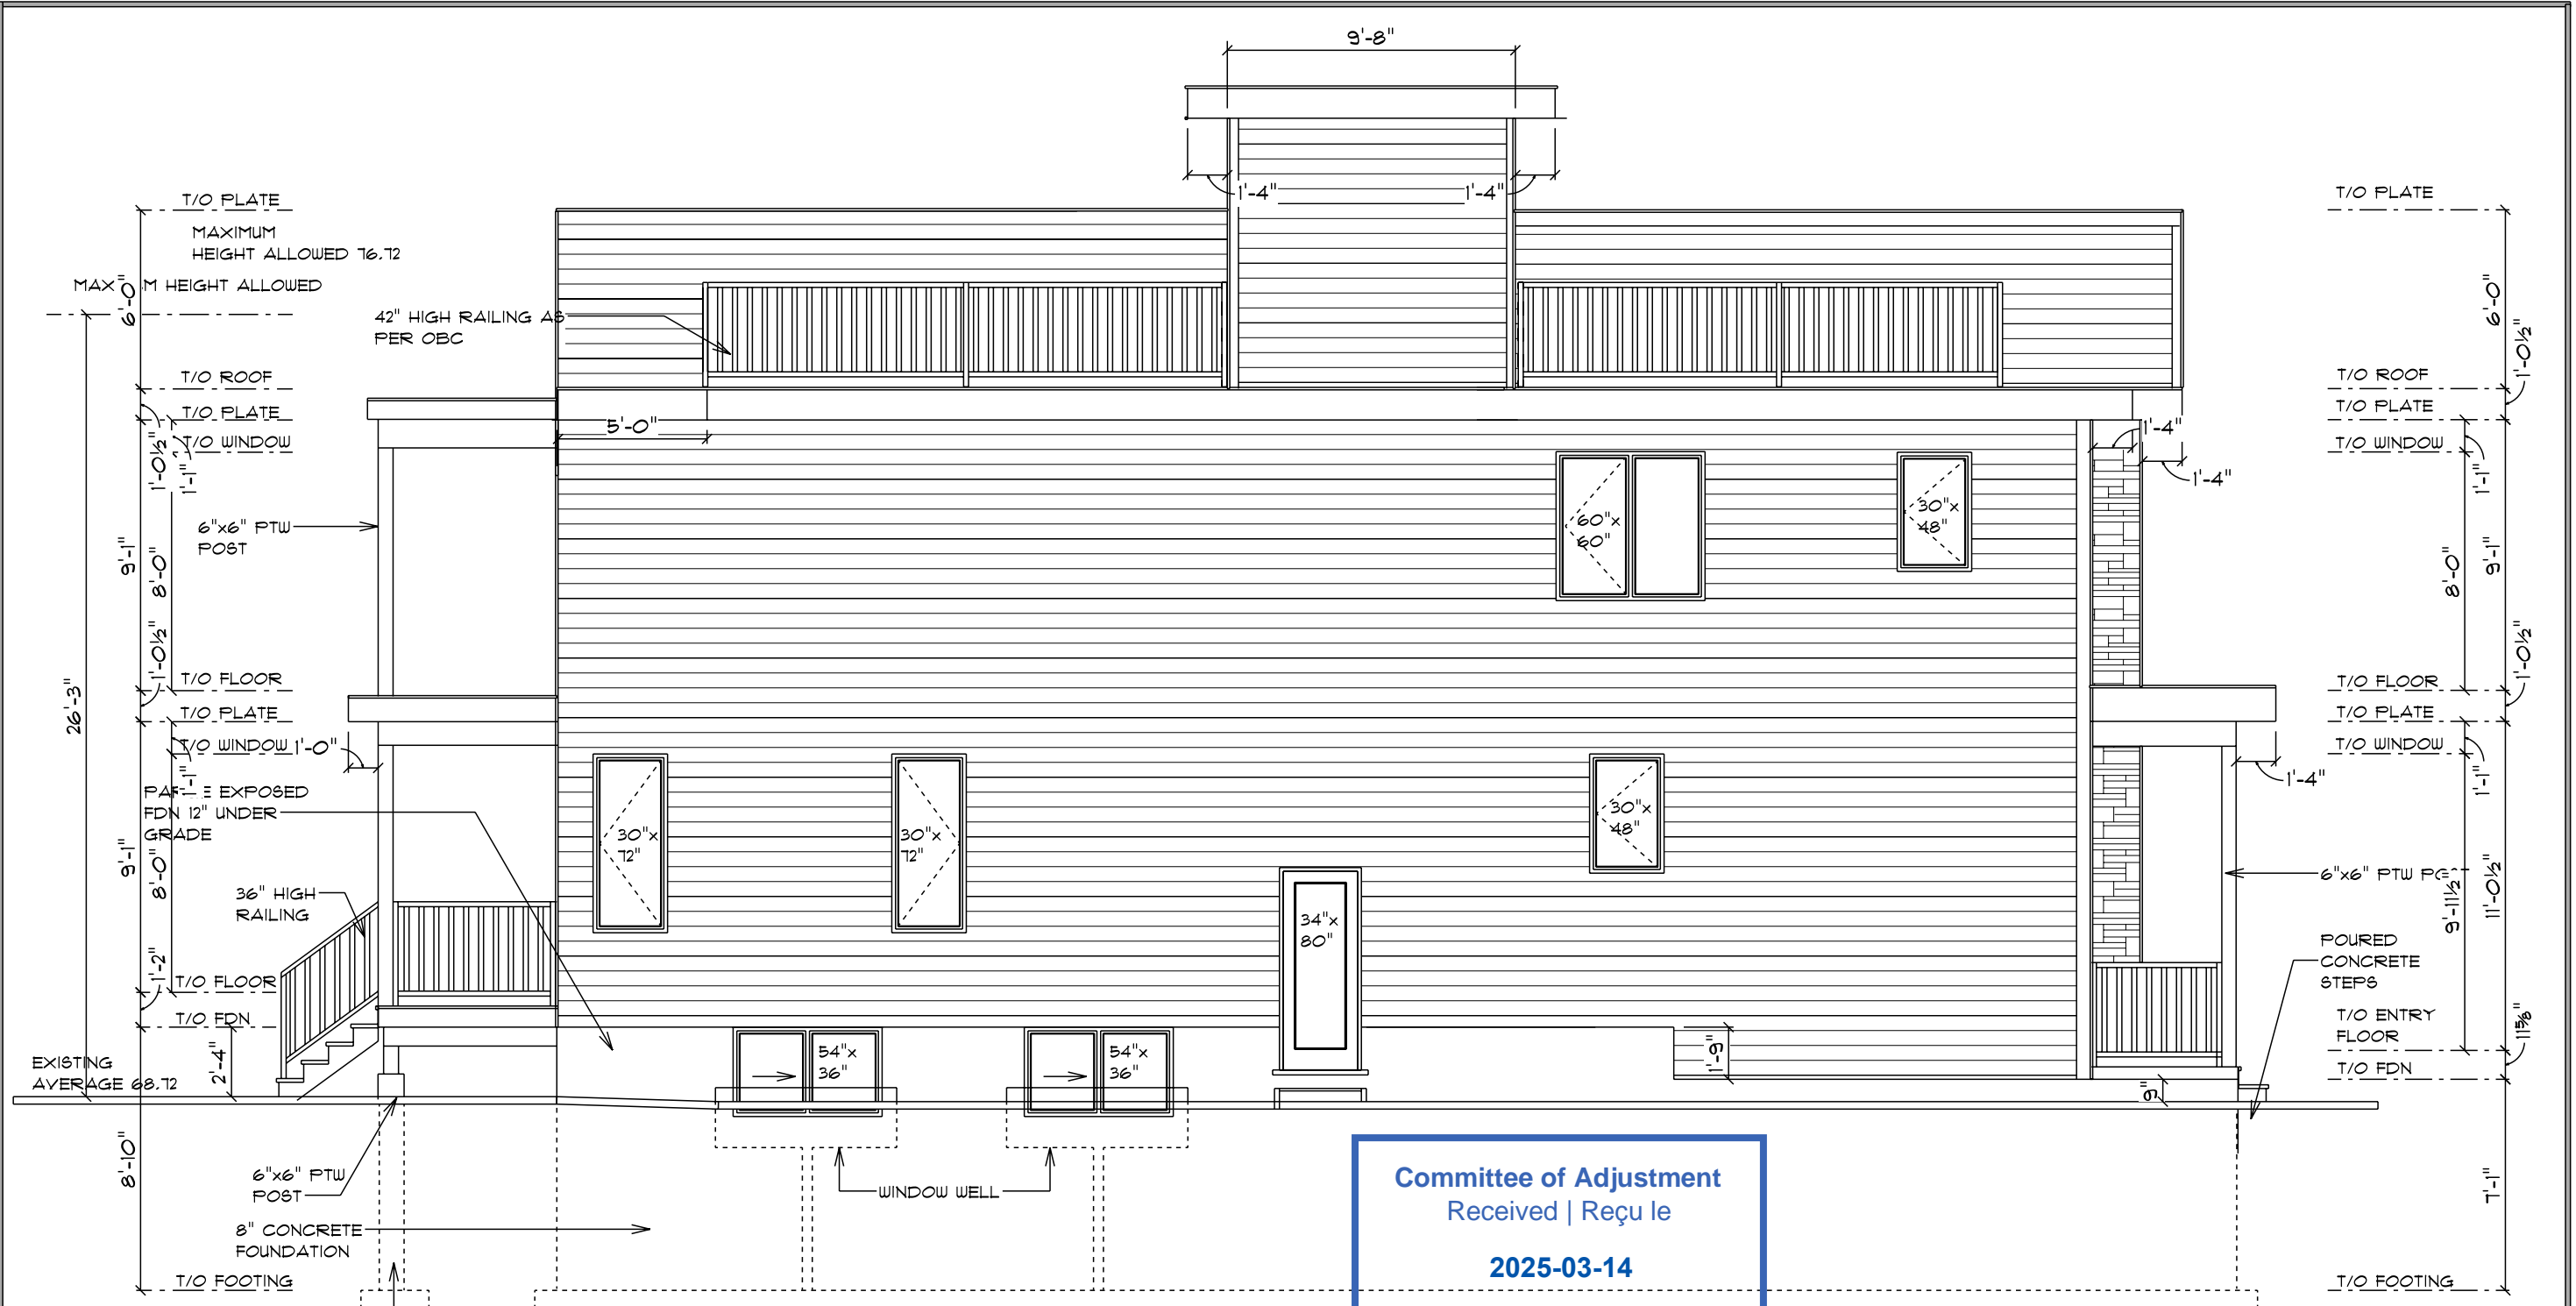 9'-8"
1'-4"
1'-4"
T/O PLATE
MAXIMUM
HEIGHT ALLOWED 76.72
MAX M HEIGHT ALLOWED
6'-0"
42" HIGH RAILING AS
PER OBC
T/O ROOF
T/O PLATE
T/O WINDOW
1'-0½"
1'-1"
5'-0"
6"x6" PTW
POST
9'-1"
8'-0"
1'-0½"
26'-3"
T/O FLOOR
T/O PLATE
T/O WINDOW
1'-0"
1'-1"
EXPOSED
FDN 12" UNDER
GRADE
9'-1"
8'-0"
36" HIGH
RAILING
1'-2"
T/O FLOOR
T/O FDN
2'-4"
EXISTING
AVERAGE 68.72
8'-10"
6"x6" PTW
POST
8" CONCRETE
FOUNDATION
T/O FOOTING
60"x
60"
30"x
48"
30"x
72"
30"x
72"
30"x
48"
34"x
80"
54"x
36"
54"x
36"
WINDOW WELL
1'-9"
9"
1'-4"
1'-4"
1'-4"
T/O PLATE
6'-0"
1'-0½"
T/O ROOF
T/O PLATE
T/O WINDOW
1'-1"
8'-0"
9'-1"
1'-0½"
T/O FLOOR
T/O PLATE
T/O WINDOW
1'-1"
6"x6" PTW
9'-11½"
11'-0½"
POURED
CONCRETE
STEPS
T/O ENTRY
FLOOR
11⅝"
T/O FDN
7'-1"
T/O FOOTING
Committee of Adjustment
Received | Reçu le
2025-03-14